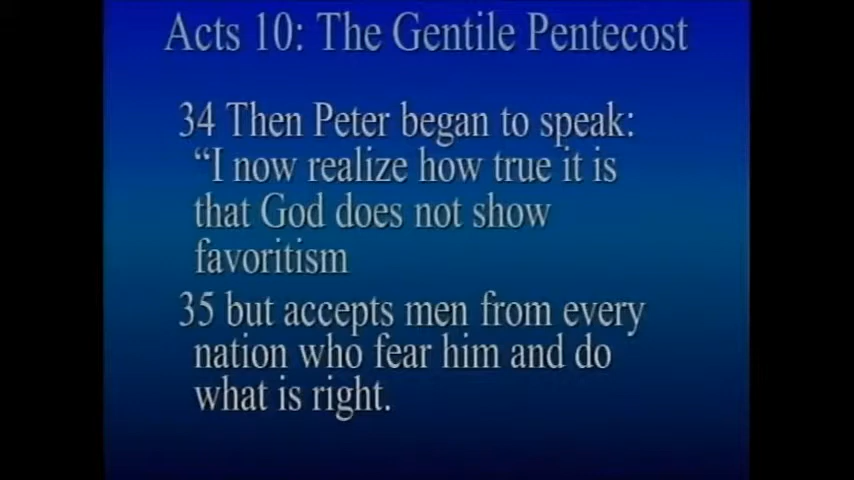 Acts 10: The Gentile Pentecost
34 Then Peter began to speak:
“I now realize how true it is
that God does not show
favoritism
35 but accepts men from every
nation who fear him and do
what is right.